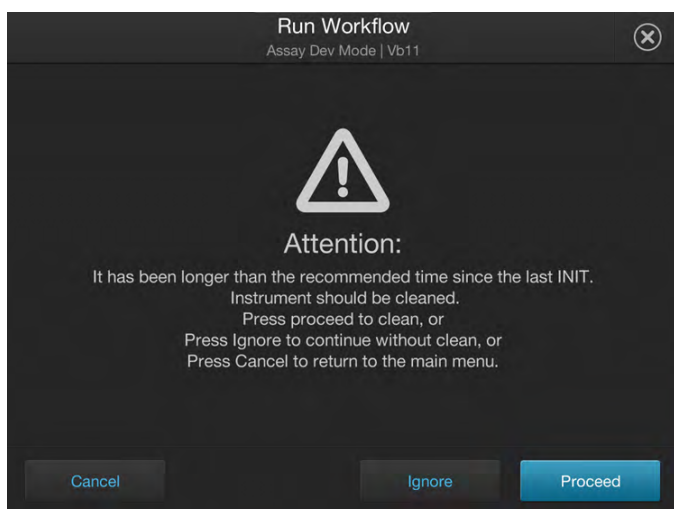 Run Workflow
Assay Dev Mode | Vb11
Attention:
It has been longer than the recommended time since the last INIT.
Instrument should be cleaned.
Press proceed to clean, or
Press Ignore to continue without clean, or
Press Cancel to return to the main menu.
Cancel
Ignore
Proceed